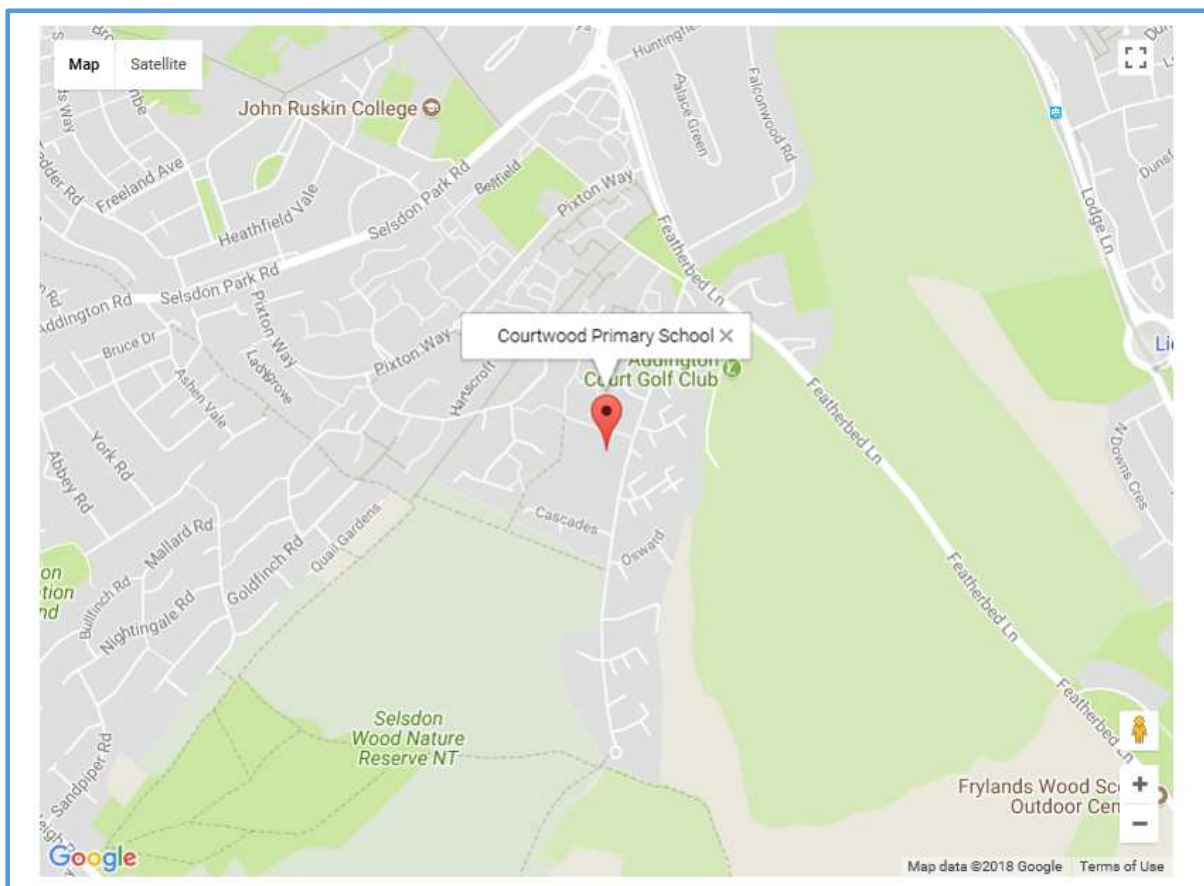 Map
Satellite
John Ruskin College
Freeland Ave
Heathfield Vale
Selsdon Park Rd
Pixton Way
Palace Green
Falconwood Rd
Featherbed Ln
Lodge Ln
Addington Rd
Selsdon Park Rd
Bruce Dr
Pixton Way
Ladygrove
Ashen Vale
Pixton Way
Courtwood Primary School
Addington
Court Golf Club
Featherbed Ln
York Rd
Abbey Rd
N Downs Cres
Mallard Rd
Goldfinch Rd
Quail Gardens
Cascades
Osward
Bullfinch Rd
Nightingale Rd
Featherbed Ln
Featherbed Ln
Selsdon
Wood Nature
Reserve NT
Sandpiper Rd
Frylands Wood
Outdoor
Google
Map data ©2018 Google
Terms of Use